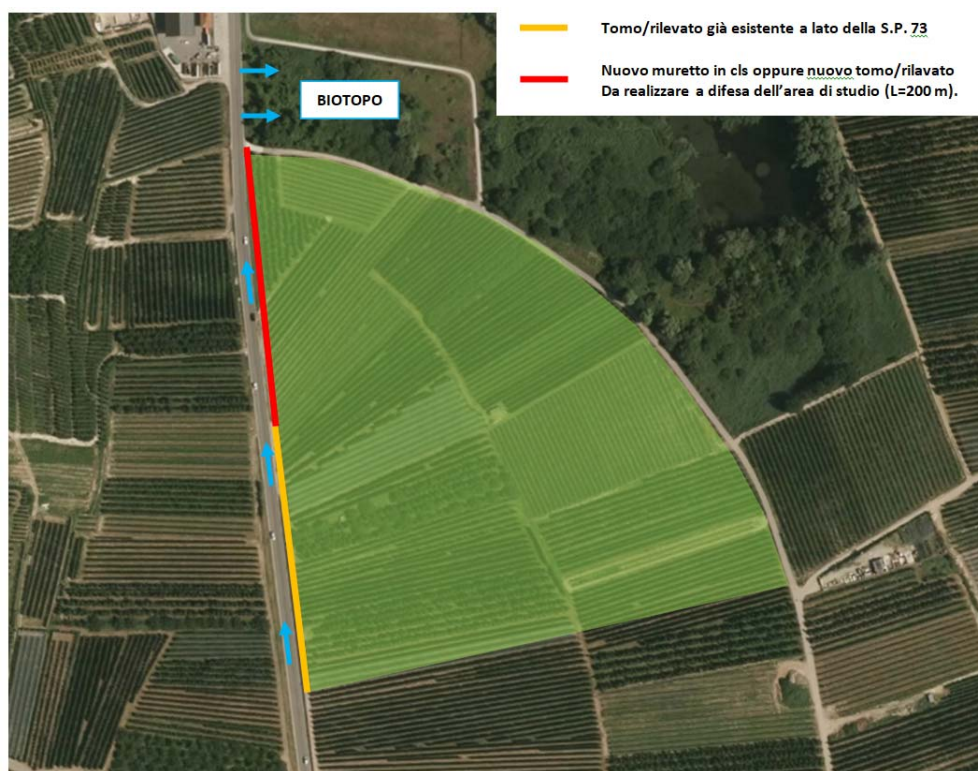 Tomo/rilevato già esistente a lato della S.P. 73
Nuovo muretto in cls oppure nuovo tomo/rilavato
Da realizzare a difesa dell'area di studio (L=200 m).
BIOTOPO